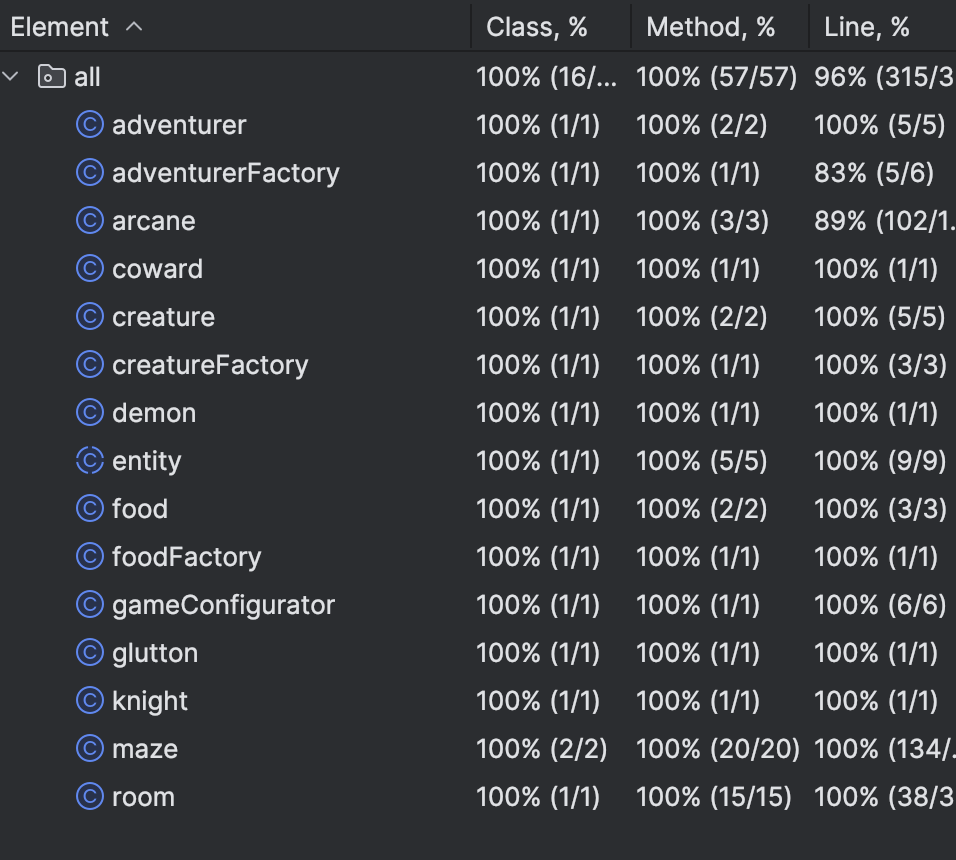 Element Class, % Method, % Line, %
all 100% (16/... 100% (57/57) 96% (315/3
C adventurer 100% (1/1) 100% (2/2) 100% (5/5)
C adventurerFactory 100% (1/1) 100% (1/1) 83% (5/6)
C arcane 100% (1/1) 100% (3/3) 89% (102/1.
C coward 100% (1/1) 100% (1/1) 100% (1/1)
C creature 100% (1/1) 100% (2/2) 100% (5/5)
C creatureFactory 100% (1/1) 100% (1/1) 100% (3/3)
C demon 100% (1/1) 100% (1/1) 100% (1/1)
C entity 100% (1/1) 100% (5/5) 100% (9/9)
C food 100% (1/1) 100% (2/2) 100% (3/3)
C foodFactory 100% (1/1) 100% (1/1) 100% (1/1)
C gameConfigurator 100% (1/1) 100% (1/1) 100% (6/6)
C glutton 100% (1/1) 100% (1/1) 100% (1/1)
C knight 100% (1/1) 100% (1/1) 100% (1/1)
C maze 100% (2/2) 100% (20/20) 100% (134/.
C room 100% (1/1) 100% (15/15) 100% (38/3